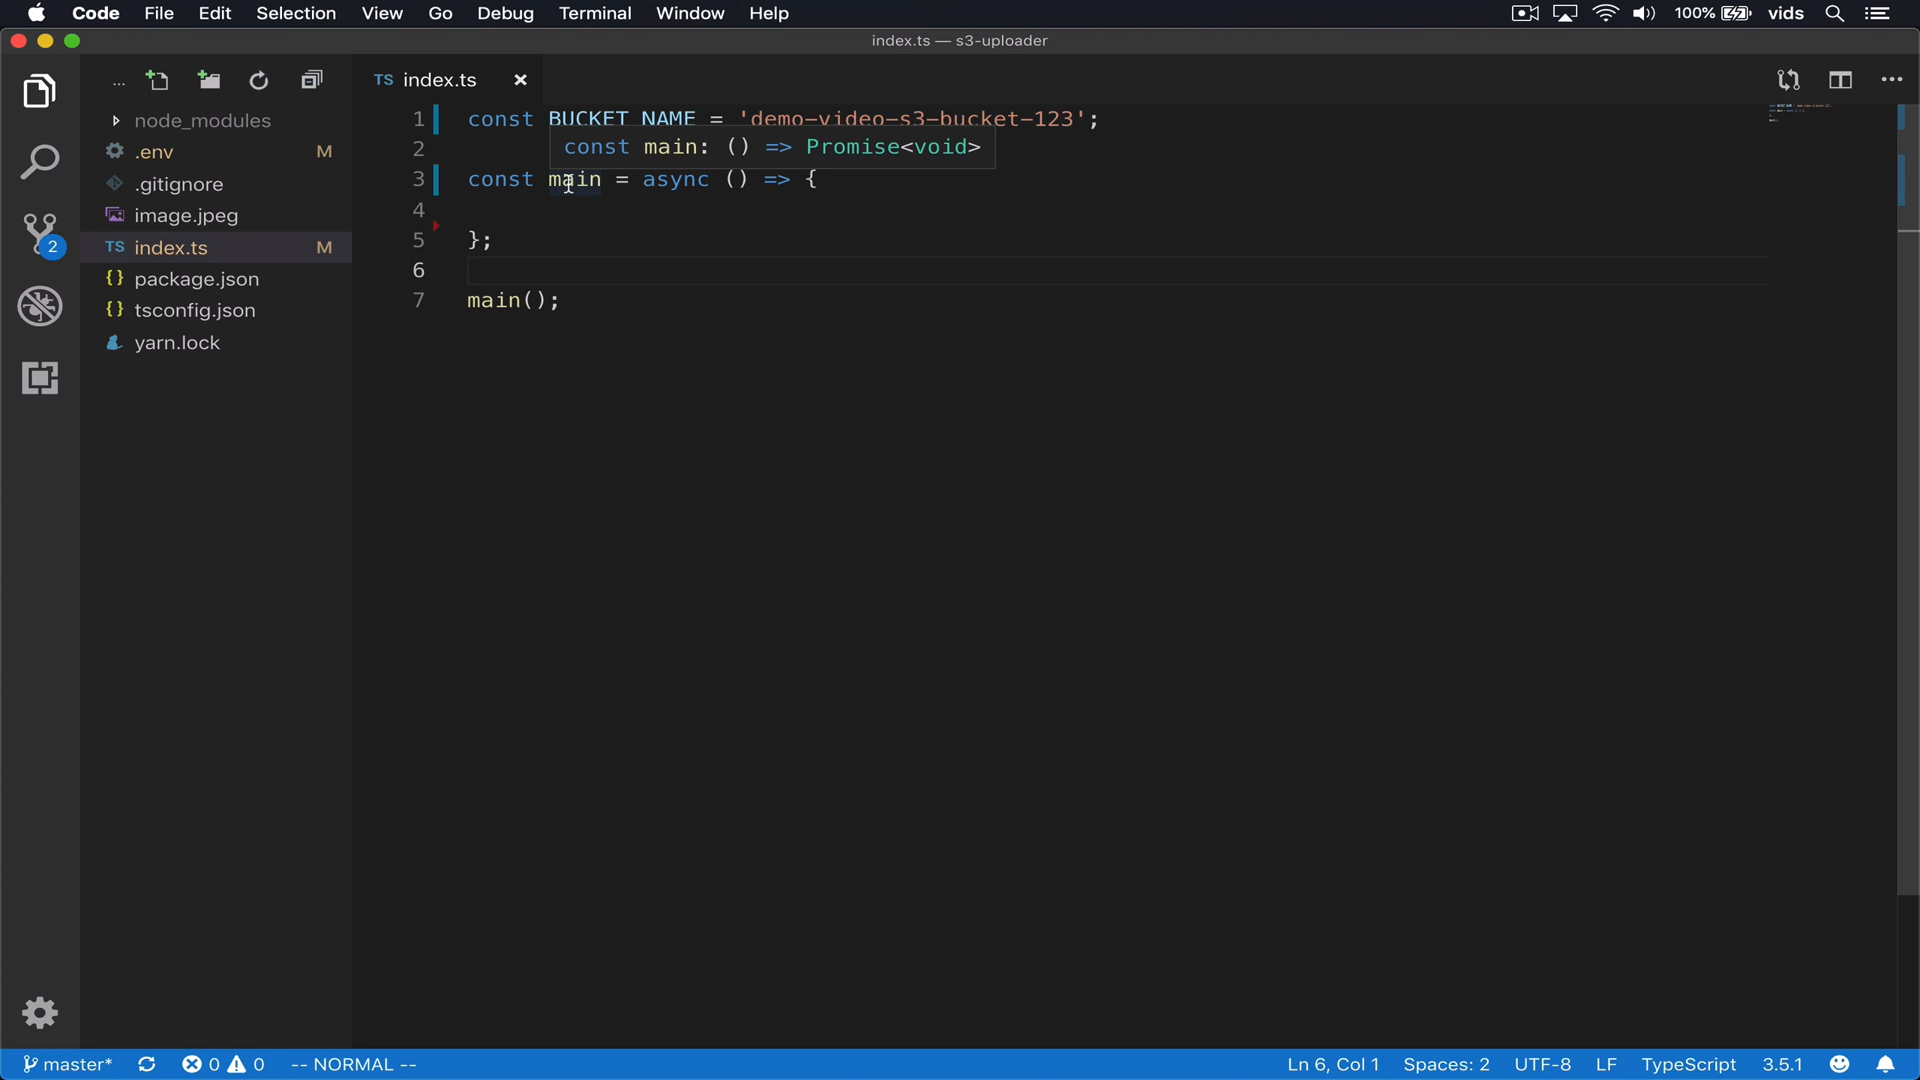 Code File Edit Selection View Go Debug Terminal Window Help 100% vids
index.ts — s3-uploader
... TS index.ts × ...
node_modules
.env M
.gitignore
image.jpeg
TS index.ts M
{} package.json
{} tsconfig.json
yarn.lock
2
1 const BUCKET_NAME = 'demo-video-s3-bucket-123';
2
const main: () => Promise<void>
3 const main = async () => {
4
5 };
6
7 main();
master* 0 0 -- NORMAL -- Ln 6, Col 1 Spaces: 2 UTF-8 LF TypeScript 3.5.1